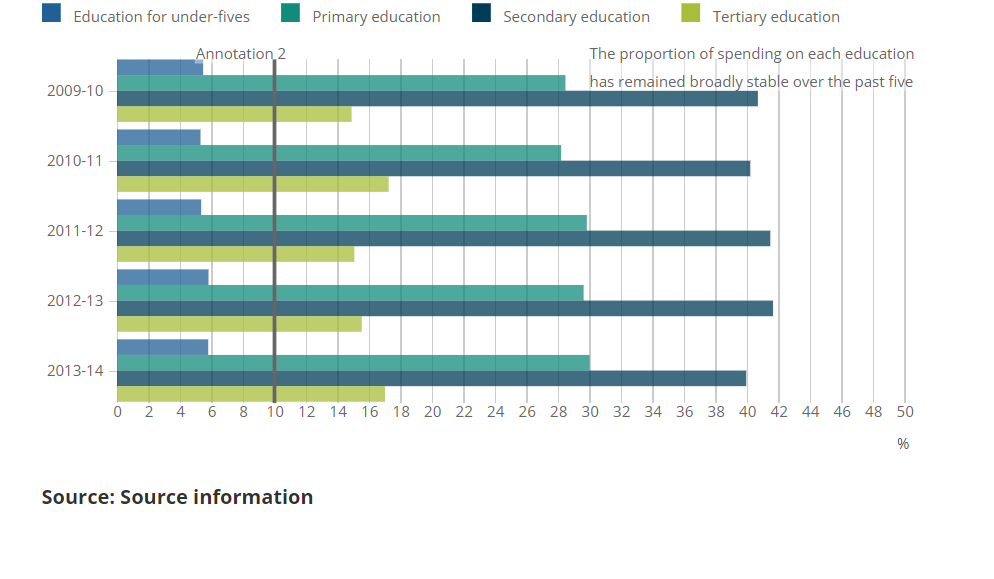 Education for under-fives Primary education Secondary education Tertiary education
Annotation 2 The proportion of spending on each education
has remained broadly stable over the past five
2009-10
2010-11
2011-12
2012-13
2013-14
0 2 4 6 8 10 12 14 16 18 20 22 24 26 28 30 32 34 36 38 40 42 44 46 48 50
%
Source: Source information